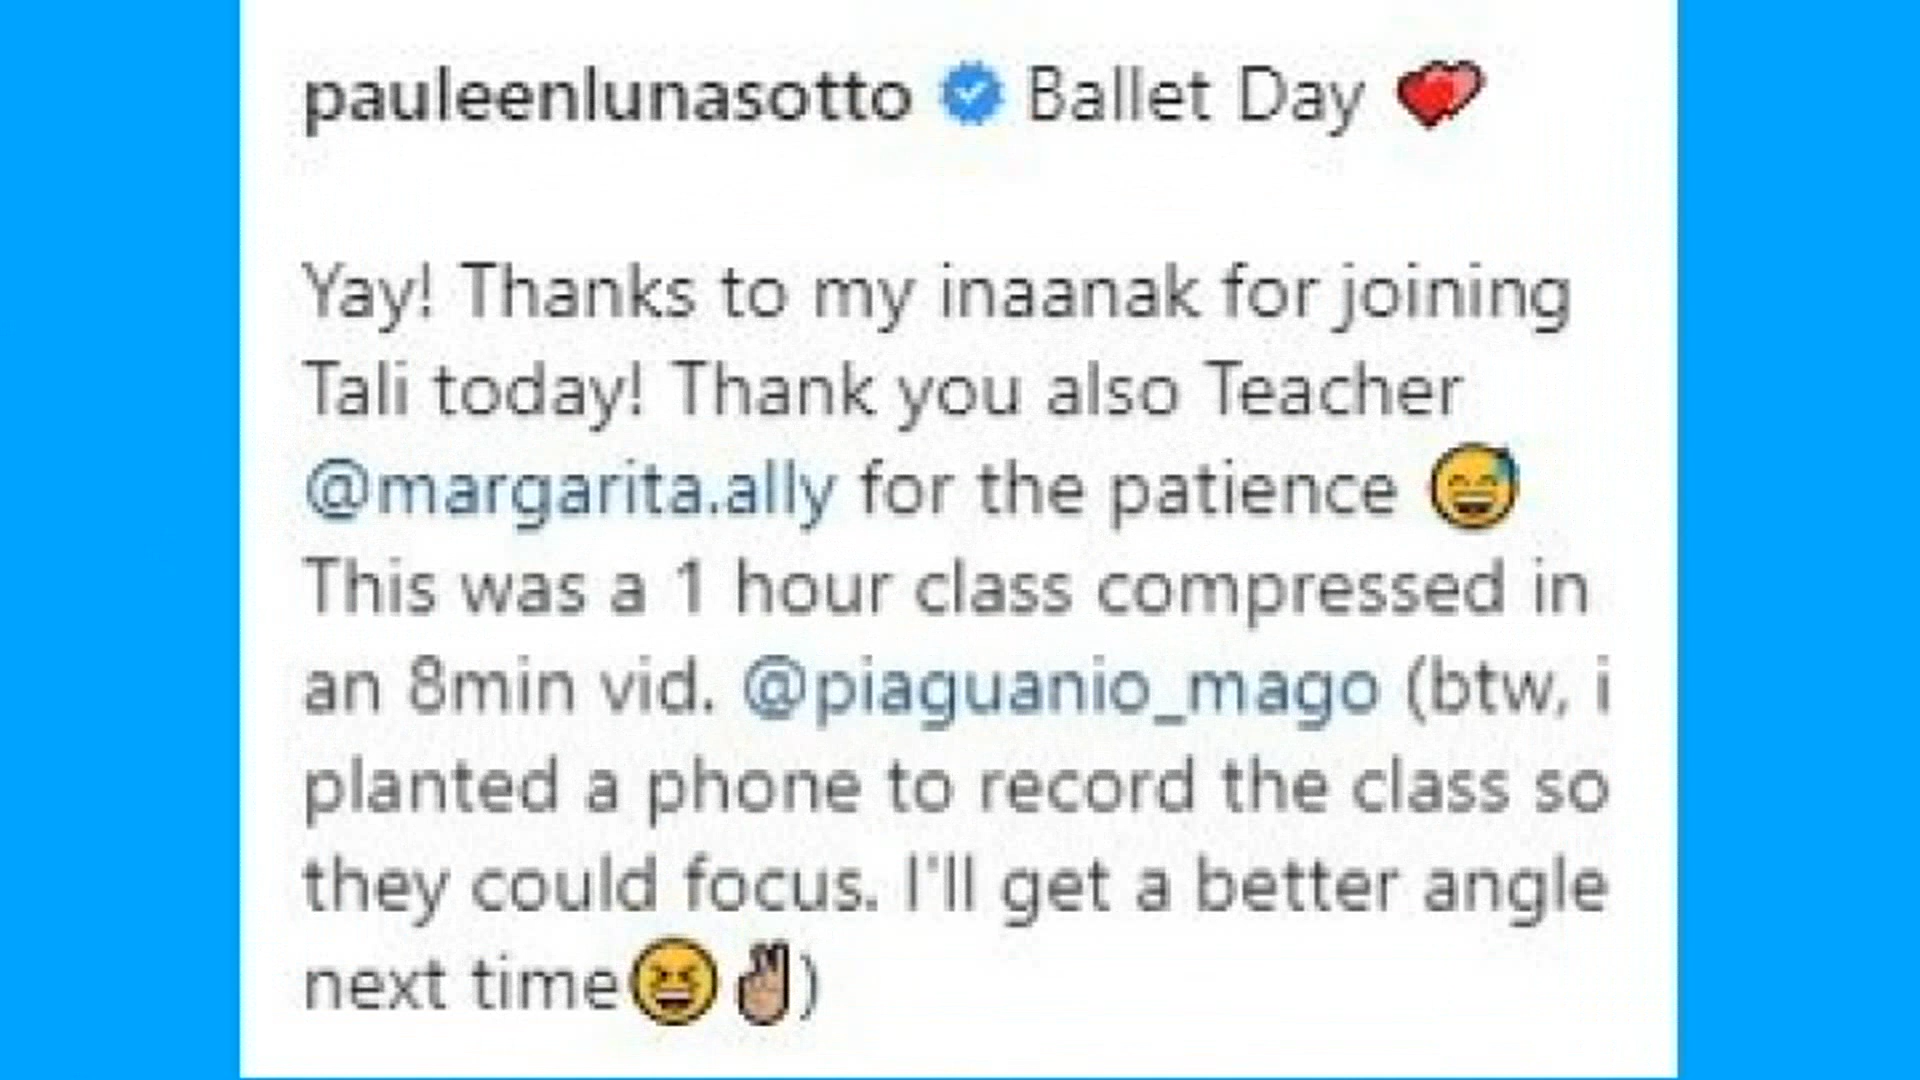 pauleenlunasotto Ballet Day 💕
Yay! Thanks to my inaanak for joining
Tali today! Thank you also Teacher
@margarita.ally for the patience 😅
This was a 1 hour class compressed in
an 8min vid. @piaguanio_mago (btw, i
planted a phone to record the class so
they could focus. I'll get a better angle
next time😆✌🏽)